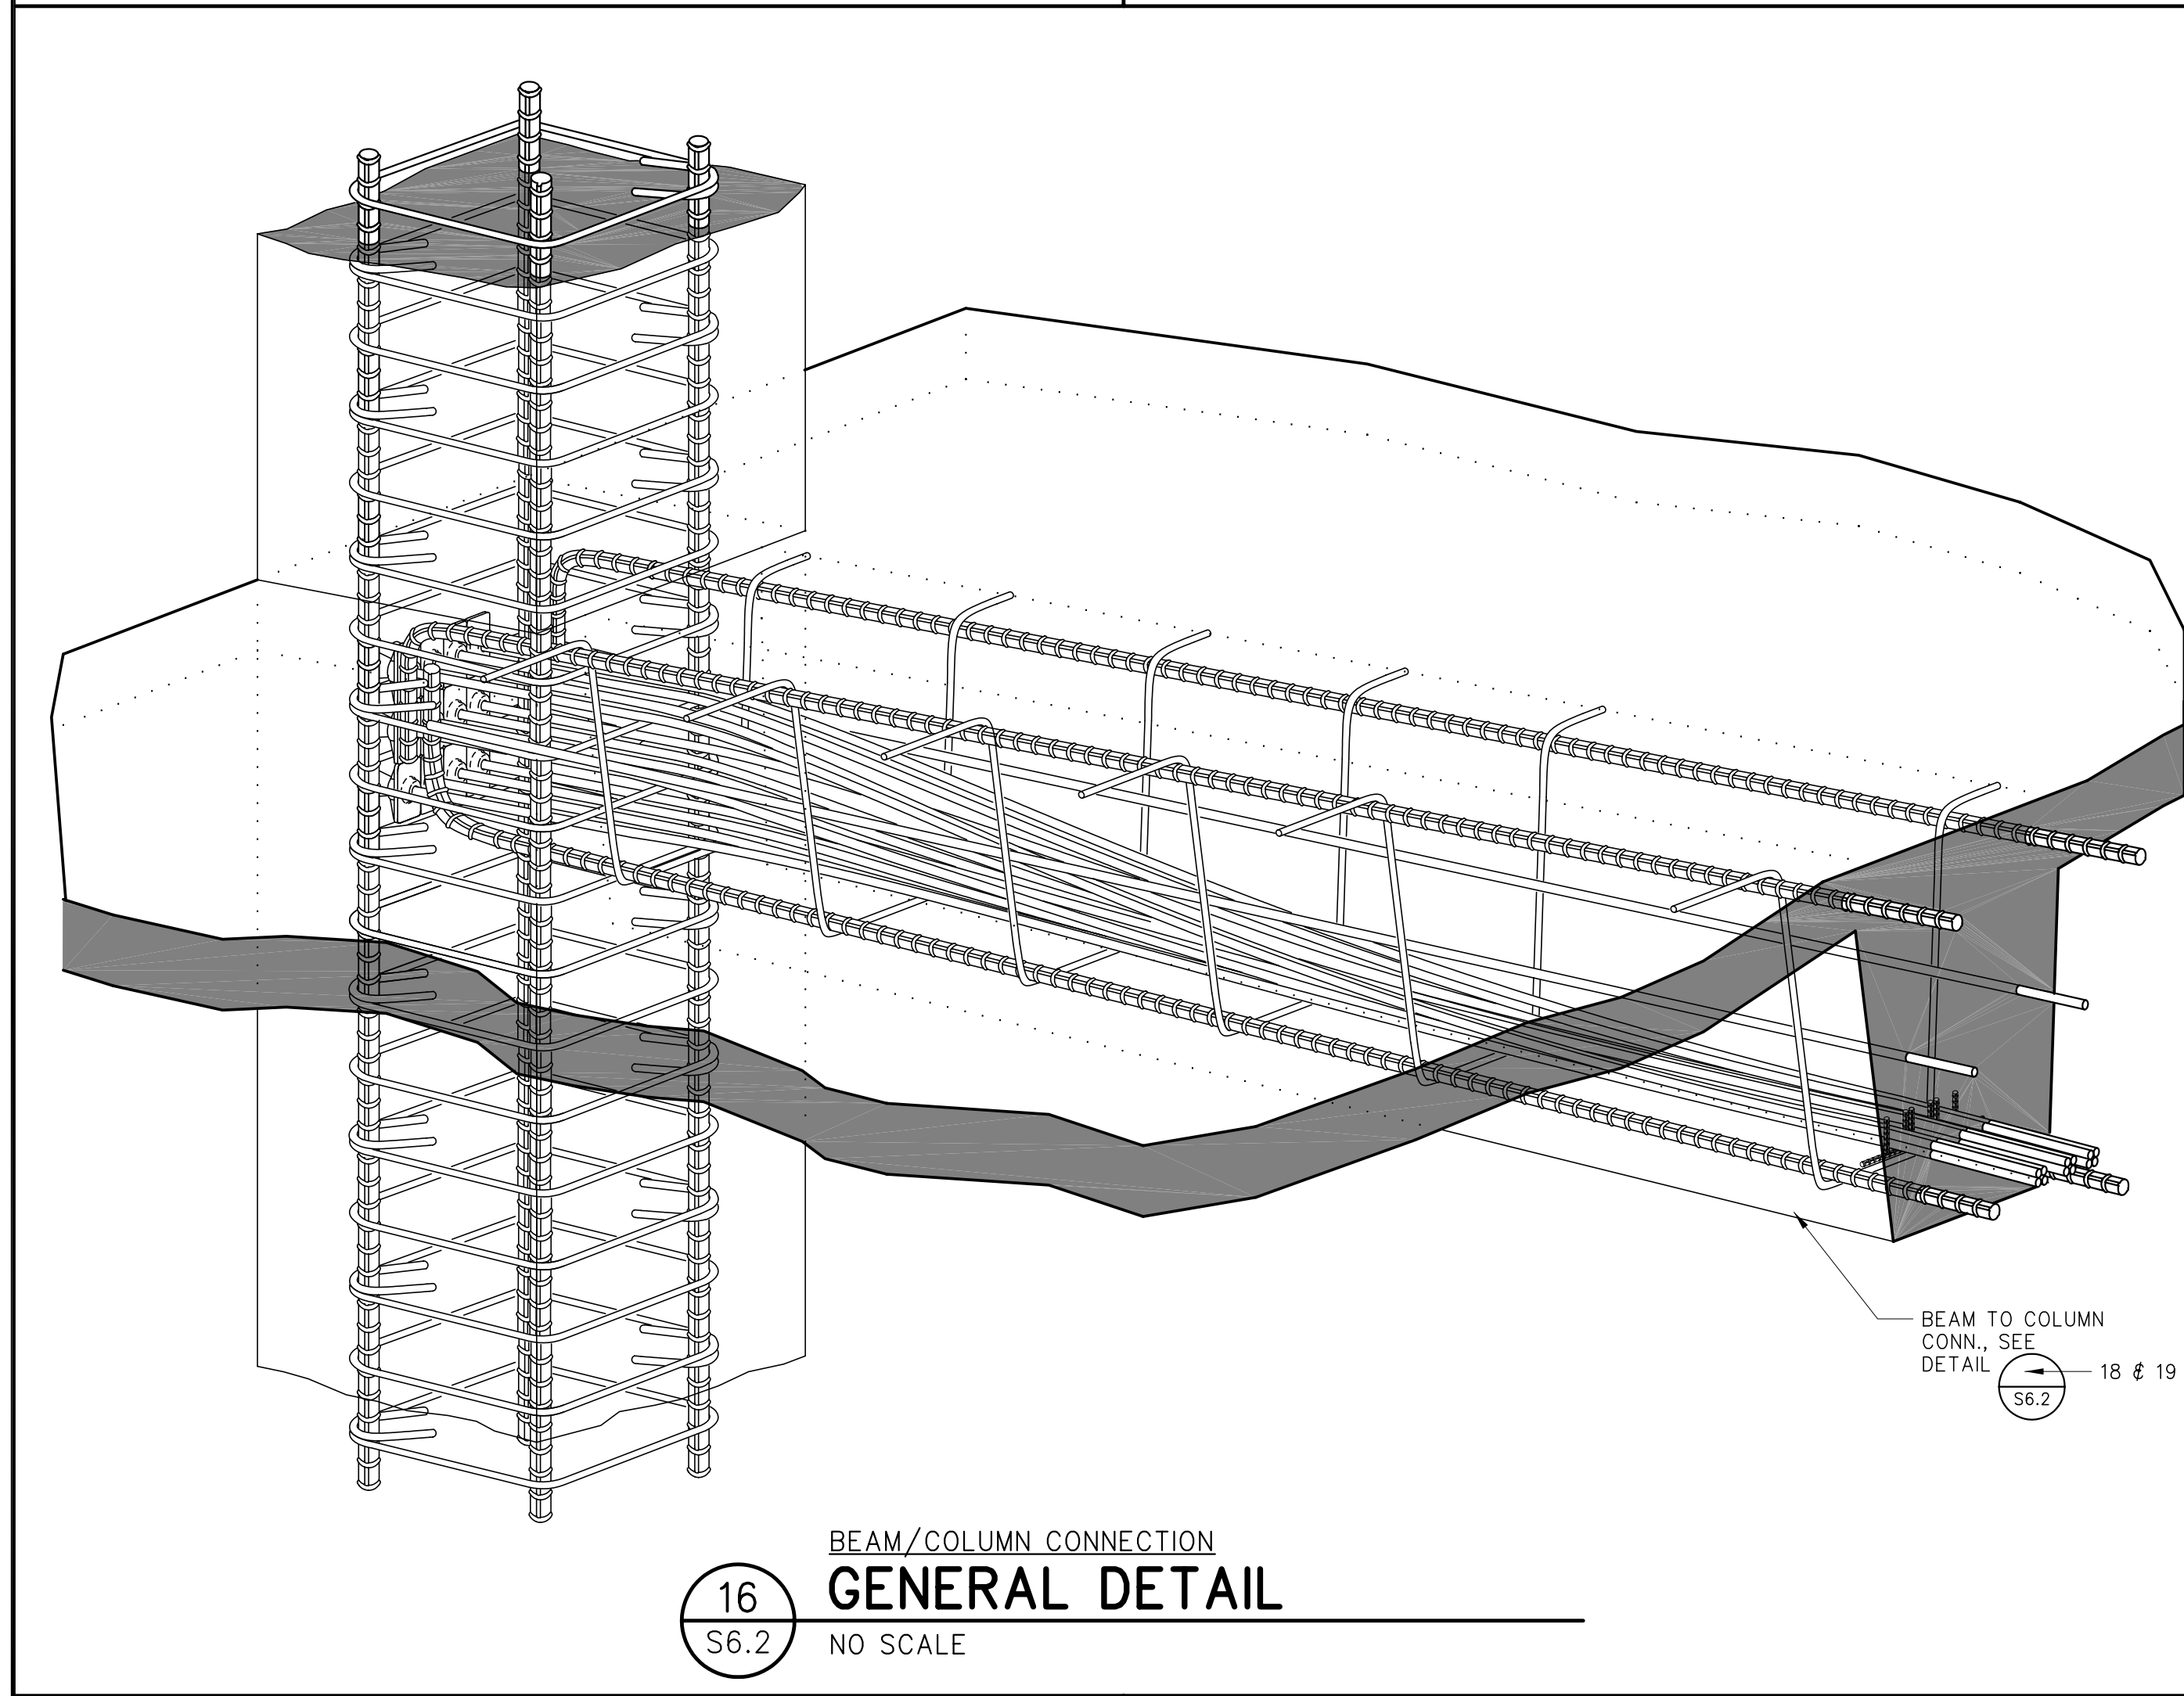 BEAM TO COLUMN
CONN., SEE
DETAIL
18 & 19
S6.2
BEAM/COLUMN CONNECTION
16
GENERAL DETAIL
S6.2
NO SCALE